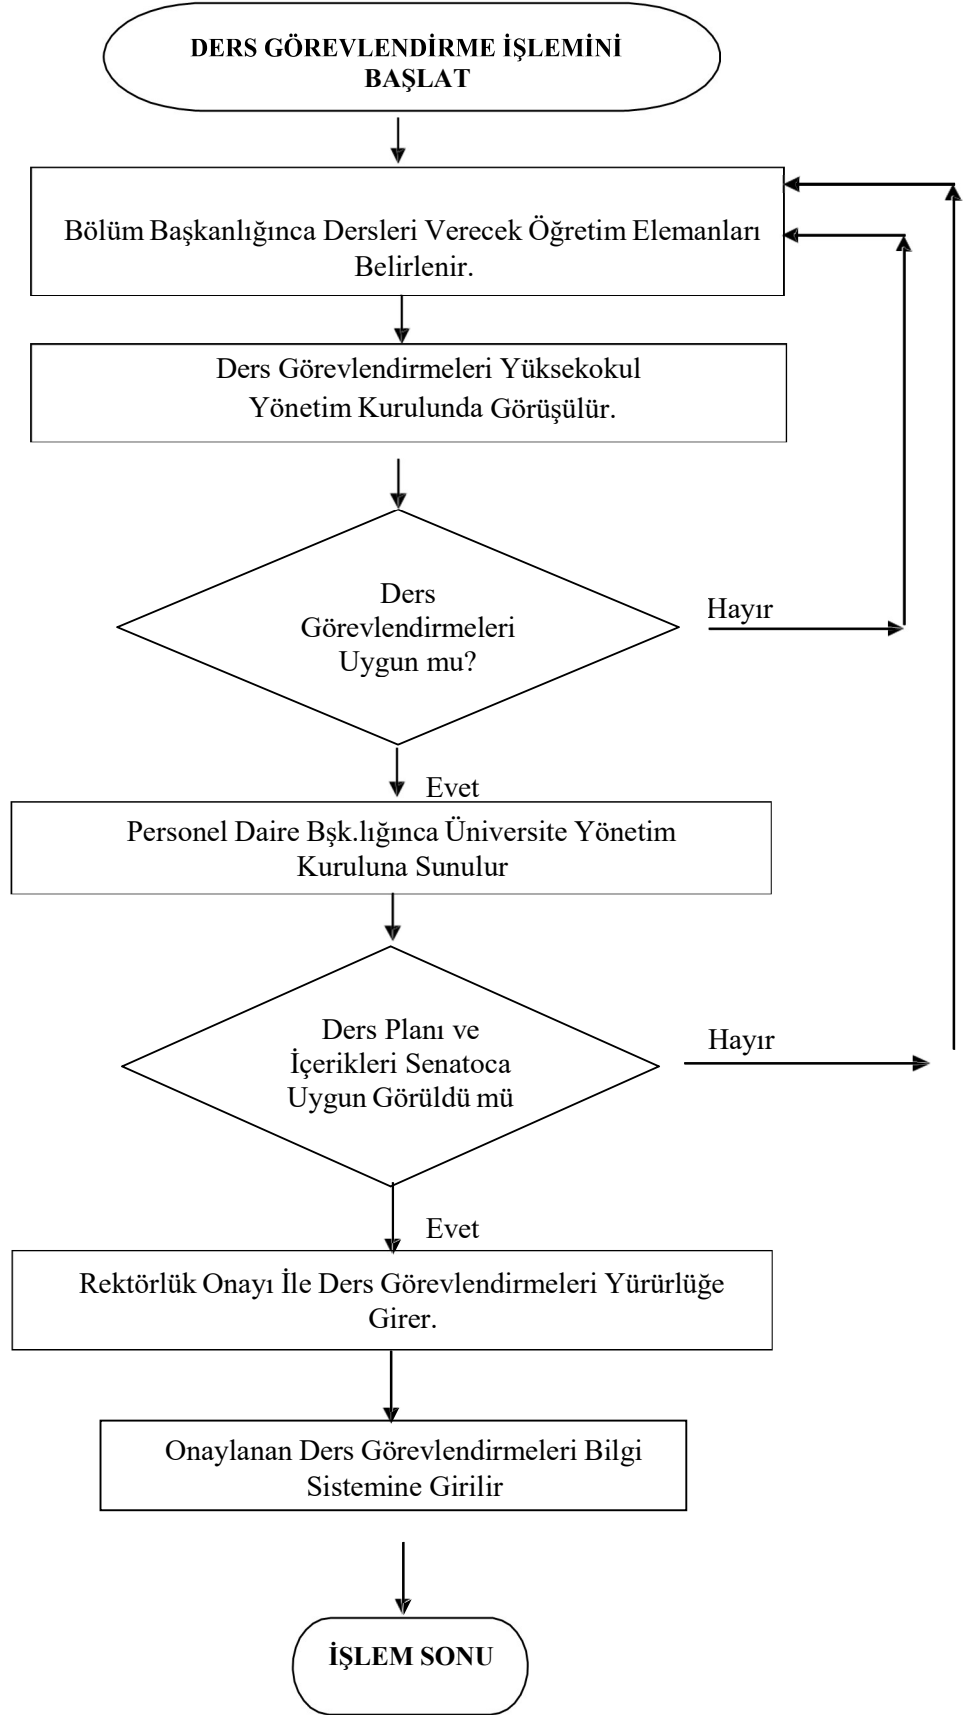 DERS GÖREVLENDİRME İŞLEMİNİ
BAŞLAT
Bölüm Başkanlığınca Dersleri Verecek Öğretim Elemanları
Belirlenir.
Ders Görevlendirmeleri Yüksekokul
Yönetim Kurulunda Görüşülür.
Ders
Görevlendirmeleri
Uygun mu?
Hayır
Evet
Personel Daire Bşk.lığınca Üniversite Yönetim
Kuruluna Sunulur
Ders Planı ve
İçerikleri Senatoca
Uygun Görüldü mü
Hayır
Evet
Rektörlük Onayı İle Ders Görevlendirmeleri Yürürlüğe
Girer.
Onaylanan Ders Görevlendirmeleri Bilgi
Sistemine Girilir
İŞLEM SONU